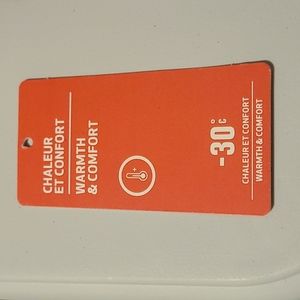 CHALEUR
ET CONFORT
WARMTH
& COMFORT
-30°C
CHALEUR ET CONFORT
WARMTH & COMFORT